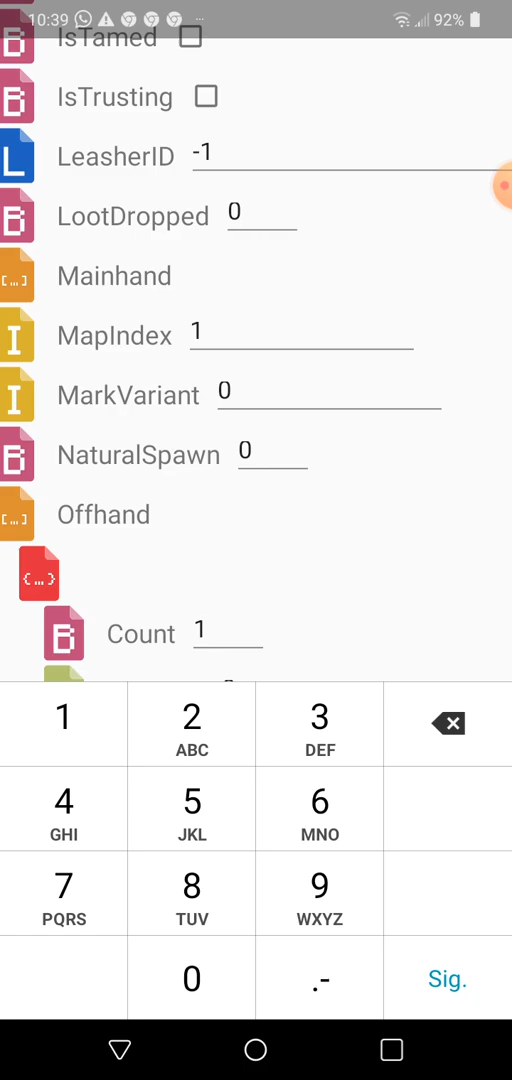 10:39 92%
B IsTamed
B IsTrusting
L LeasherID -1
B LootDropped 0
[...] Mainhand
I MapIndex 1
I MarkVariant 0
B NaturalSpawn 0
[...] Offhand
{...}
B Count 1
1 2 3
ABC DEF
4 5 6
GHI JKL MNO
7 8 9
PQRS TUV WXYZ
0 .- Sig.